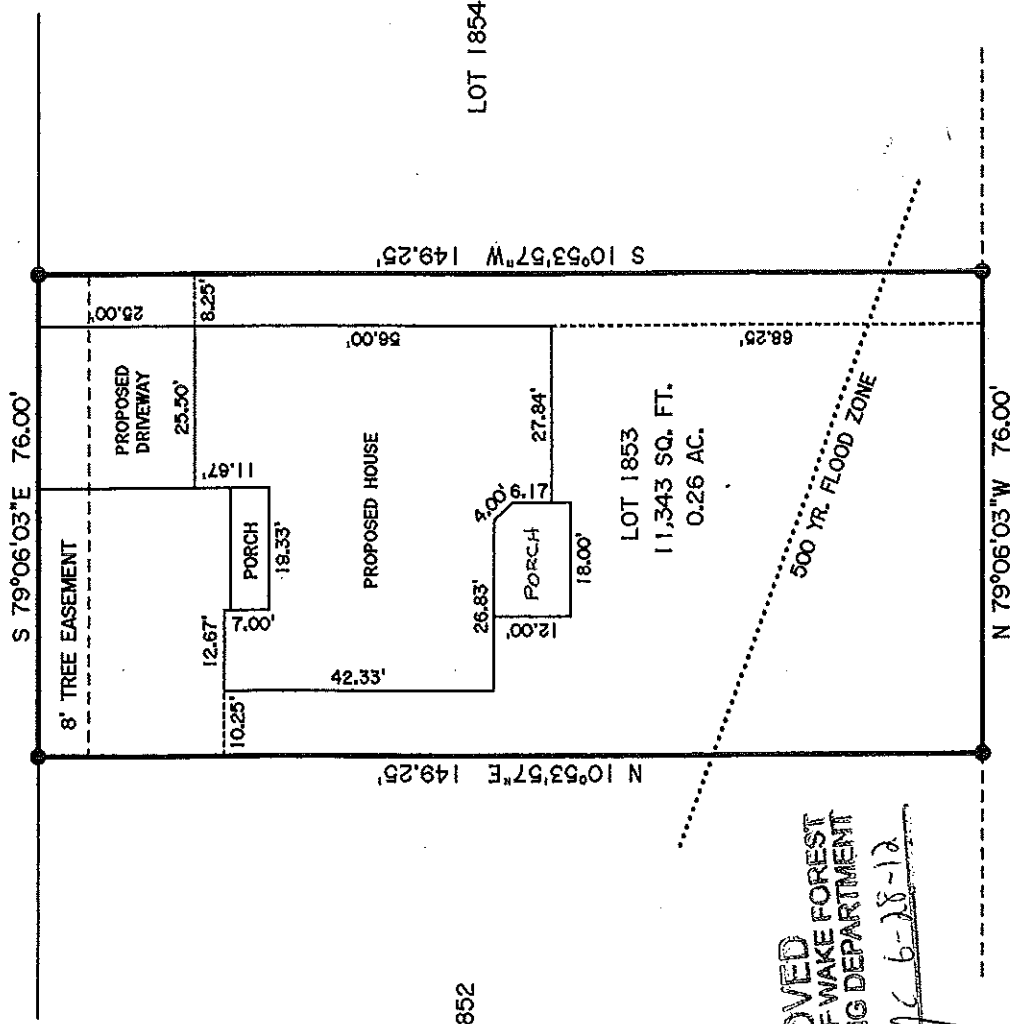 S 79°06'03"E 76.00'
8' TREE EASEMENT
PROPOSED
DRIVEWAY
25.00'
25.50'
8.25'
11.67'
12.67'
7.00'
PORCH
19.33'
10.25'
42.33'
PROPOSED HOUSE
56.00'
26.83'
4.00'
9.17
27.84'
PORCH
12.00'
18.00'
68.25'
LOT 1853
11,343 SQ. FT.
0.26 AC.
500 YR. FLOOD ZONE
N 10°53'57"E 149.25'
S 10°53'57"W 149.25'
LOT 1854
852
N 79°06'03"W 76.00'
OVED
F WAKE FOREST
NG DEPARTMENT
6-28-12